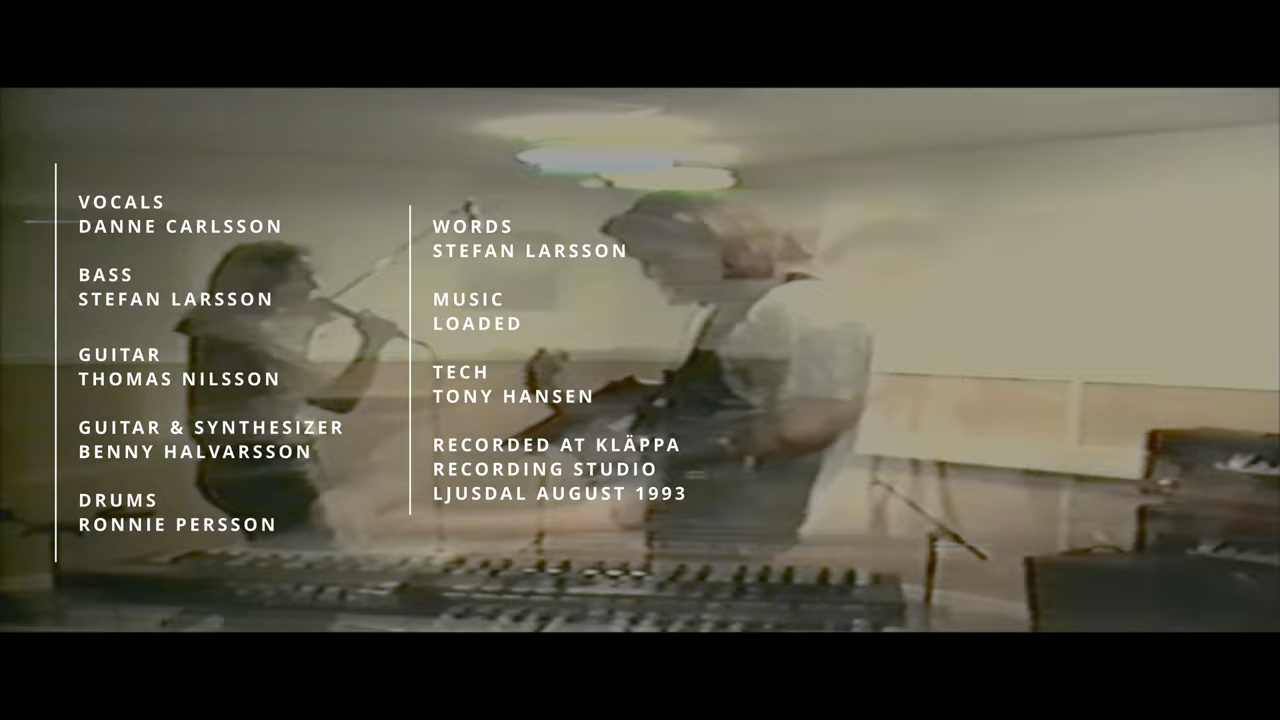 VOCALS
DANNE CARLSSON
BASS
STEFAN LARSSON
GUITAR
THOMAS NILSSON
GUITAR & SYNTHESIZER
BENNY HALVARSSON
DRUMS
RONNIE PERSSON
WORDS
STEFAN LARSSON
MUSIC
LOADED
TECH
TONY HANSEN
RECORDED AT KLÄPPA
RECORDING STUDIO
LJUSDAL AUGUST 1993